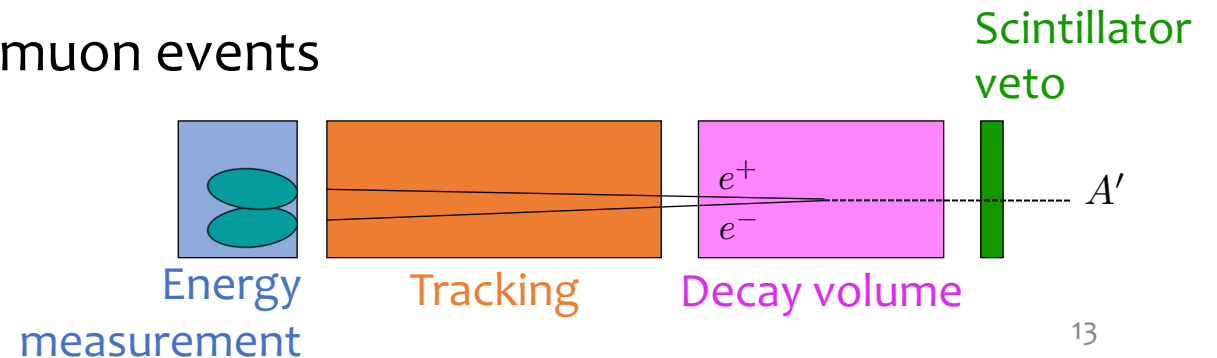 muon events
Scintillator
veto
e⁺
e⁻
A′
Energy
measurement
Tracking
Decay volume
13